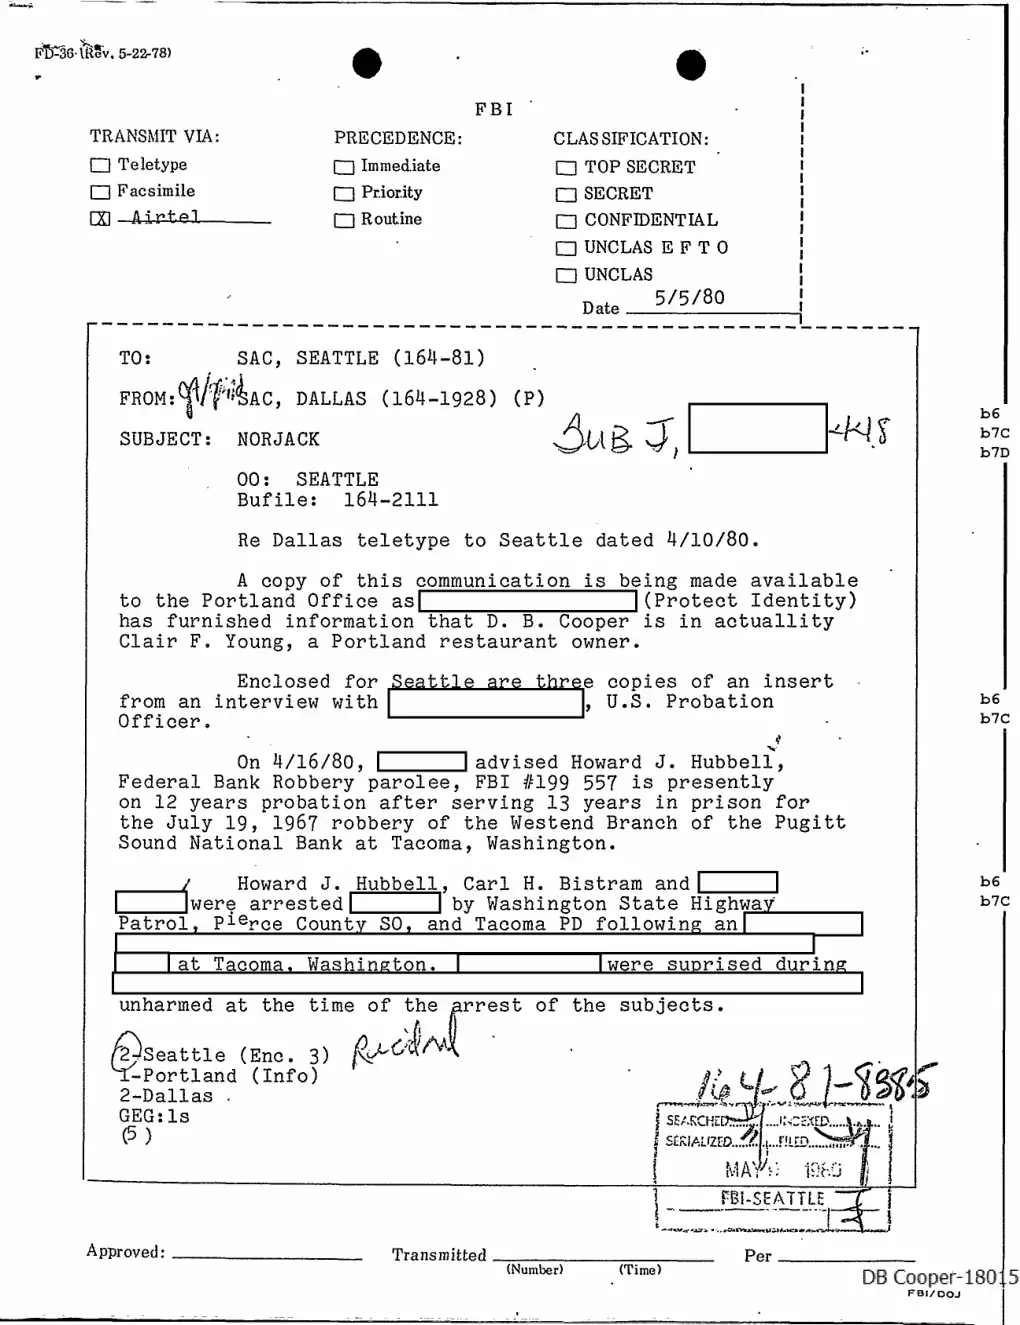 FD-36 (Rev. 5-22-78)
FBI
TRANSMIT VIA:
Teletype
Facsimile
X Airtel
PRECEDENCE:
Immediate
Priority
Routine
CLASSIFICATION:
TOP SECRET
SECRET
CONFIDENTIAL
UNCLAS E F T O
UNCLAS
Date 5/5/80
TO: SAC, SEATTLE (164-81)
FROM: SAC, DALLAS (164-1928) (P)
SUBJECT: NORJACK
SUB J, -418
b6
b7C
b7D
OO: SEATTLE
Bufile: 164-2111
Re Dallas teletype to Seattle dated 4/10/80.
A copy of this communication is being made available
to the Portland Office as (Protect Identity)
has furnished information that D. B. Cooper is in actuallity
Clair F. Young, a Portland restaurant owner.
Enclosed for Seattle are three copies of an insert
from an interview with , U.S. Probation
Officer.
b6
b7C
On 4/16/80, advised Howard J. Hubbell,
Federal Bank Robbery parolee, FBI #199 557 is presently
on 12 years probation after serving 13 years in prison for
the July 19, 1967 robbery of the Westend Branch of the Pugitt
Sound National Bank at Tacoma, Washington.
Howard J. Hubbell, Carl H. Bistram and
were arrested by Washington State Highway
Patrol, Pierce County SO, and Tacoma PD following an
at Tacoma, Washington. were suprised during
unharmed at the time of the arrest of the subjects.
b6
b7C
2-Seattle (Enc. 3)
1-Portland (Info)
2-Dallas
GEG:ls
(5)
164-81-8385
SEARCHED INDEXED
SERIALIZED FILED
MAY 1980
FBI-SEATTLE
Approved: Transmitted Per
(Number) (Time)
DB Cooper-18015
FBI/DOJ